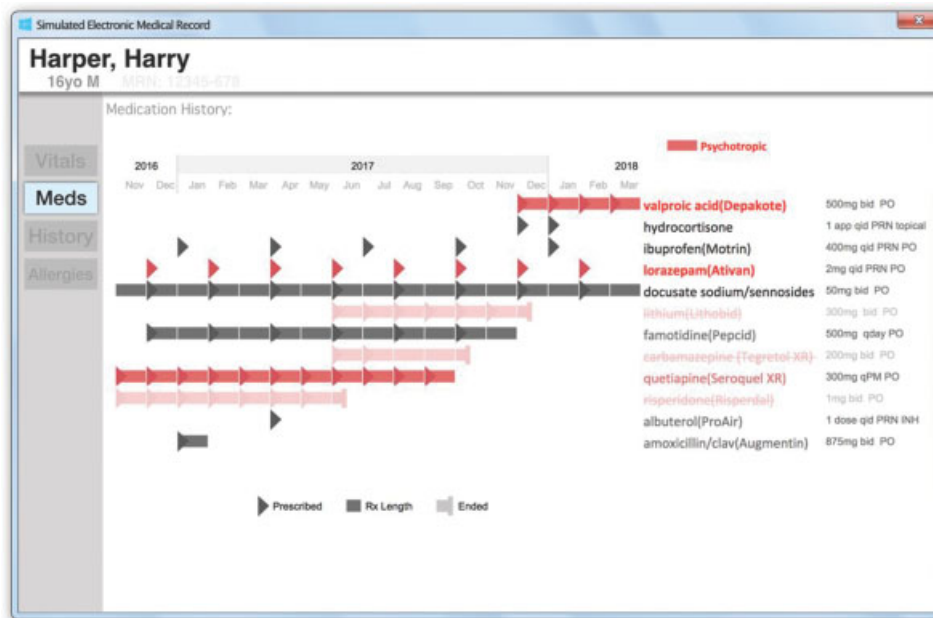 Simulated Electronic Medical Record
Harper, Harry
16yo M MRN: 12345-678
Medication History:
Vitals
Meds
History
Allergies
Psychotropic
2016 2017 2018
Nov Dec Jan Feb Mar Apr May Jun Jul Aug Sep Oct Nov Dec Jan Feb Mar
valproic acid(Depakote) 500mg bid PO
hydrocortisone 1 app qid PRN topical
ibuprofen(Motrin) 400mg qid PRN PO
lorazepam(Ativan) 2mg qid PRN PO
docusate sodium/sennosides 50mg bid PO
lithium(Lithobid) 300mg bid PO
famotidine(Pepcid) 500mg qday PO
carbamazepine (Tegretol XR) 200mg bid PO
quetiapine(Seroquel XR) 300mg qPM PO
risperidone(Risperdal) 1mg bid PO
albuterol(ProAir) 1 dose qid PRN INH
amoxicillin/clav(Augmentin) 875mg bid PO
Prescribed Rx Length Ended